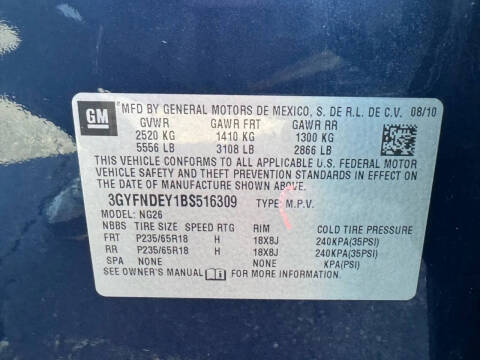 GM
MFD BY GENERAL MOTORS DE MEXICO, S. DE R.L. DE C.V. 08/10
GVWR GAWR FRT GAWR RR
2520 KG 1410 KG 1300 KG
5556 LB 3108 LB 2866 LB
THIS VEHICLE CONFORMS TO ALL APPLICABLE U.S. FEDERAL MOTOR
VEHICLE SAFETY AND THEFT PREVENTION STANDARDS IN EFFECT
ON THE DATE OF MANUFACTURE SHOWN ABOVE.
3GYFNDEY1BS516309 TYPE: M.P.V.
MODEL: NG26
NBBS TIRE SIZE SPEED RTG RIM COLD TIRE PRESSURE
FRT P235/65R18 H 18X8J 240KPA(35PSI)
RR P235/65R18 H 18X8J 240KPA(35PSI)
SPA NONE NONE KPA(PSI)
SEE OWNER'S MANUAL FOR MORE INFORMATION.